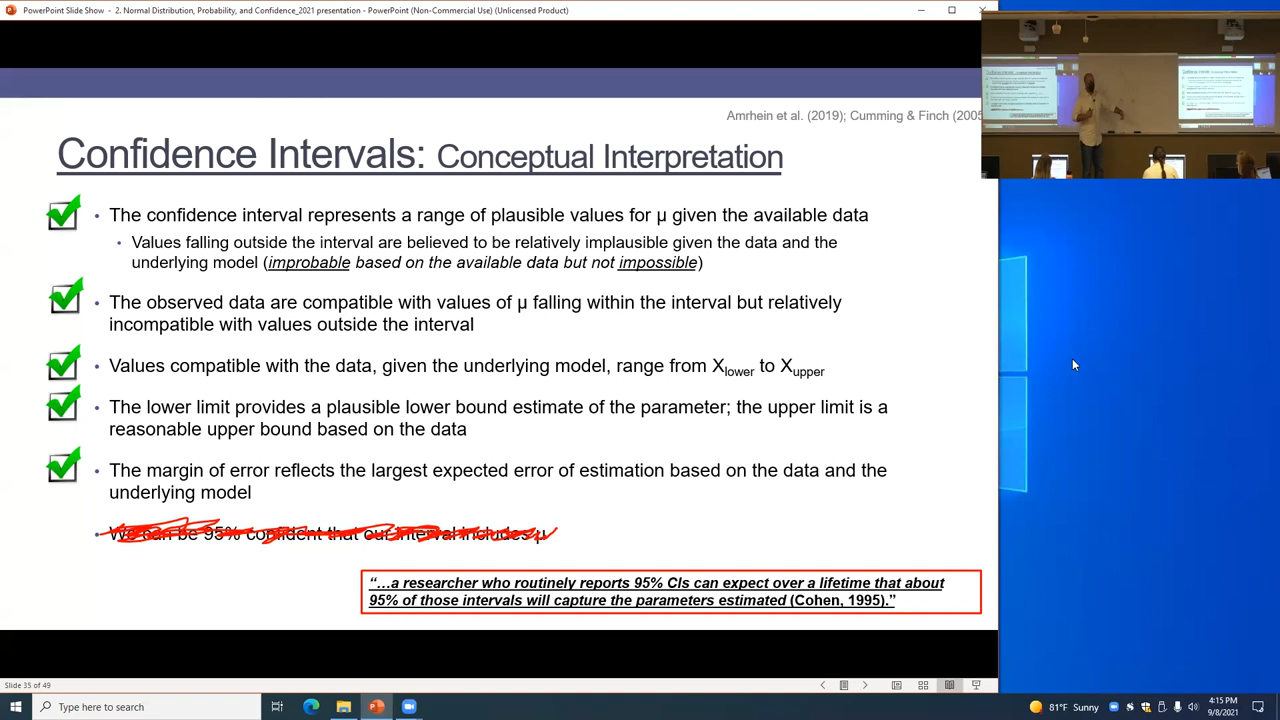 PowerPoint Slide Show - 2. Normal Distribution, Probability, and Confidence_2021 presentation - PowerPoint (Non-Commercial Use) (Unlicensed Product)
Amrhein et al. (2019); Cumming & Finch (2005
Confidence Intervals: Conceptual Interpretation
• The confidence interval represents a range of plausible values for μ given the available data
• Values falling outside the interval are believed to be relatively implausible given the data and the
underlying model (improbable based on the available data but not impossible)
• The observed data are compatible with values of μ falling within the interval but relatively
incompatible with values outside the interval
• Values compatible with the data, given the underlying model, range from Xlower to Xupper
• The lower limit provides a plausible lower bound estimate of the parameter; the upper limit is a
reasonable upper bound based on the data
• The margin of error reflects the largest expected error of estimation based on the data and the
underlying model
• We can be 95% confident that our interval includes μ
“…a researcher who routinely reports 95% CIs can expect over a lifetime that about
95% of those intervals will capture the parameters estimated (Cohen, 1995).”
Slide 35 of 49
Type here to search
81°F Sunny
4:15 PM
9/8/2021